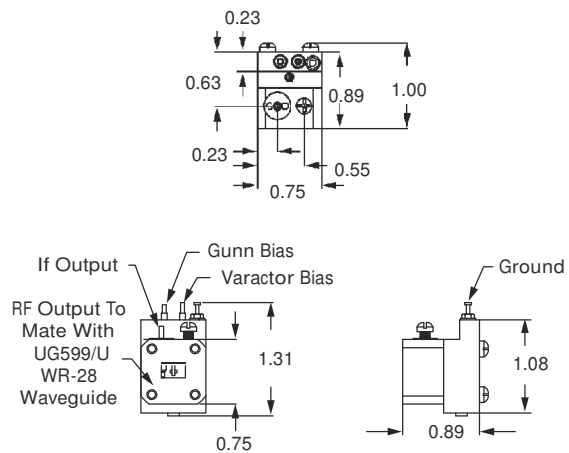 0.23
0.63
0.89
1.00
0.23
0.55
0.75
Gunn Bias
If Output
Varactor Bias
RF Output To
Mate With
UG599/U
WR-28
Waveguide
1.31
0.75
Ground
1.08
0.89